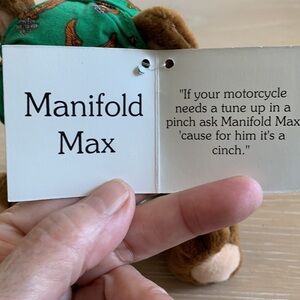 Manifold
Max
"If your motorcycle
needs a tune up in a
pinch ask Manifold Max
'cause for him it's a
cinch."